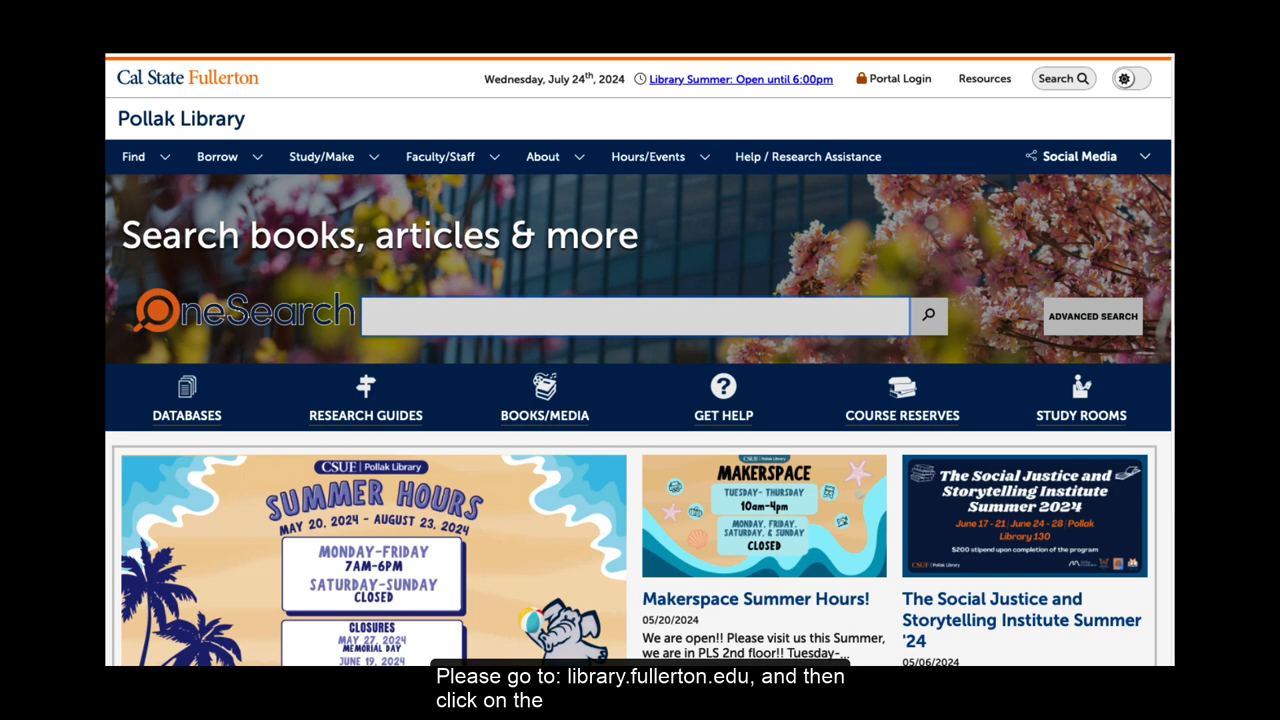 Cal State Fullerton
Wednesday, July 24th, 2024 Library Summer: Open until 6:00pm Portal Login Resources Search
Pollak Library
Find Borrow Study/Make Faculty/Staff About Hours/Events Help / Research Assistance Social Media
Search books, articles & more
OneSearch
ADVANCED SEARCH
DATABASES RESEARCH GUIDES BOOKS/MEDIA GET HELP COURSE RESERVES STUDY ROOMS
CSUF Pollak Library
SUMMER HOURS
MAY 20, 2024 - AUGUST 23, 2024
MONDAY-FRIDAY
7AM-6PM
SATURDAY-SUNDAY
CLOSED
CLOSURES
MAY 27, 2024
MEMORIAL DAY
JUNE 19, 2024
CSUF Pollak Library
MAKERSPACE
TUESDAY- THURSDAY
10am-4pm
MONDAY, FRIDAY,
SATURDAY, & SUNDAY
CLOSED
Makerspace Summer Hours!
05/20/2024
We are open!! Please visit us this Summer,
we are in PLS 2nd floor!! Tuesday-...
The Social Justice and
Storytelling Institute
Summer 2024
June 17 - 21 | June 24 - 28 | Pollak
Library 130
$200 stipend upon completion of the program
CSUF Pollak Library
The Social Justice and
Storytelling Institute Summer
'24
05/06/2024
Please go to: library.fullerton.edu, and then
click on the